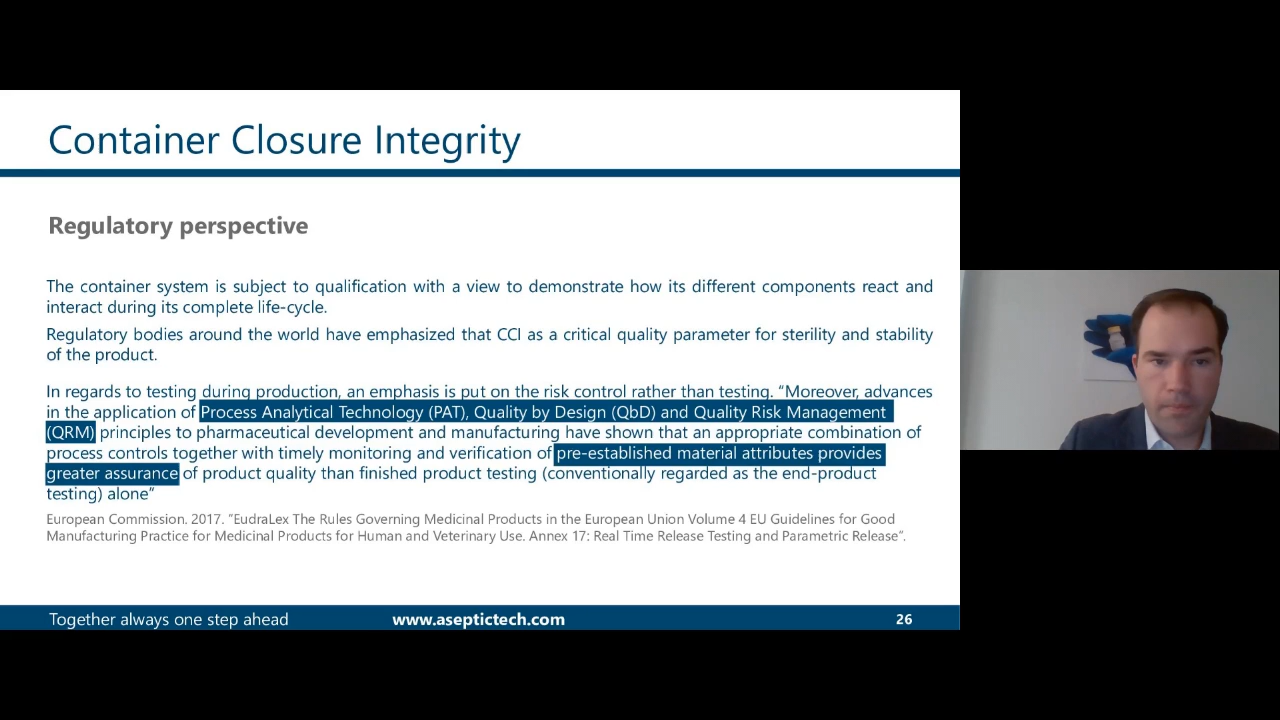 Container Closure Integrity
Regulatory perspective
The container system is subject to qualification with a view to demonstrate how its different components react and
interact during its complete life-cycle.
Regulatory bodies around the world have emphasized that CCI as a critical quality parameter for sterility and stability
of the product.
In regards to testing during production, an emphasis is put on the risk control rather than testing. “Moreover, advances
in the application of Process Analytical Technology (PAT), Quality by Design (QbD) and Quality Risk Management
(QRM) principles to pharmaceutical development and manufacturing have shown that an appropriate combination of
process controls together with timely monitoring and verification of pre-established material attributes provides
greater assurance of product quality than finished product testing (conventionally regarded as the end-product
testing) alone”
European Commission. 2017. “EudraLex The Rules Governing Medicinal Products in the European Union Volume 4 EU Guidelines for Good
Manufacturing Practice for Medicinal Products for Human and Veterinary Use. Annex 17: Real Time Release Testing and Parametric Release”.
Together always one step ahead www.aseptictech.com 26